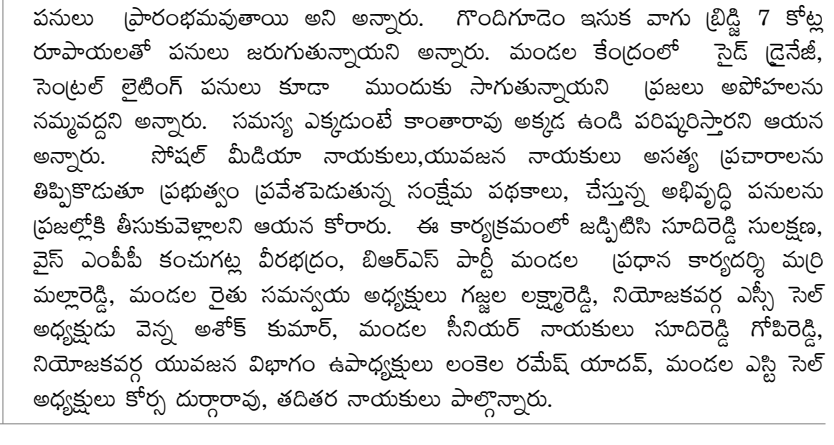 పనులు ప్రారంభమవుతాయి అని అన్నారు. గొందిగూడెం ఇసుక వాగు బ్రిడ్జి 7 కోట్ల
రూపాయలతో పనులు జరుగుతున్నాయని అన్నారు. మండల కేంద్రంలో సైడ్ డ్రైనేజీ,
సెంట్రల్ లైటింగ్ పనులు కూడా ముందుకు సాగుతున్నాయని ప్రజలు అపోహలను
నమ్మవద్దని అన్నారు. సమస్య ఎక్కడుంటే కాంతారావు అక్కడ ఉండి పరిష్కరిస్తారని ఆయన
అన్నారు. సోషల్ మీడియా నాయకులు,యువజన నాయకులు అసత్య ప్రచారాలను
తిప్పికొడుతూ ప్రభుత్వం ప్రవేశపెడుతున్న సంక్షేమ పథకాలు, చేస్తున్న అభివృద్ధి పనులను
ప్రజల్లోకి తీసుకువెళ్లాలని ఆయన కోరారు. ఈ కార్యక్రమంలో జడ్పిటిసి సూదిరెడ్డి సులక్షణ,
వైస్ ఎంపీపీ కంచుగట్ల వీరభద్రం, బిఆర్ఎస్ పార్టీ మండల ప్రధాన కార్యదర్శి మర్రి
మల్లారెడ్డి, మండల రైతు సమన్వయ అధ్యక్షులు గజ్జల లక్ష్మారెడ్డి, నియోజకవర్గ ఎస్సీ సెల్
అధ్యక్షుడు వెన్న అశోక్ కుమార్, మండల సీనియర్ నాయకులు సూదిరెడ్డి గోపిరెడ్డి,
నియోజకవర్గ యువజన విభాగం ఉపాధ్యక్షులు లంకెల రమేష్ యాదవ్, మండల ఎస్టి సెల్
అధ్యక్షులు కోర్స దుర్గారావు, తదితర నాయకులు పాల్గొన్నారు.